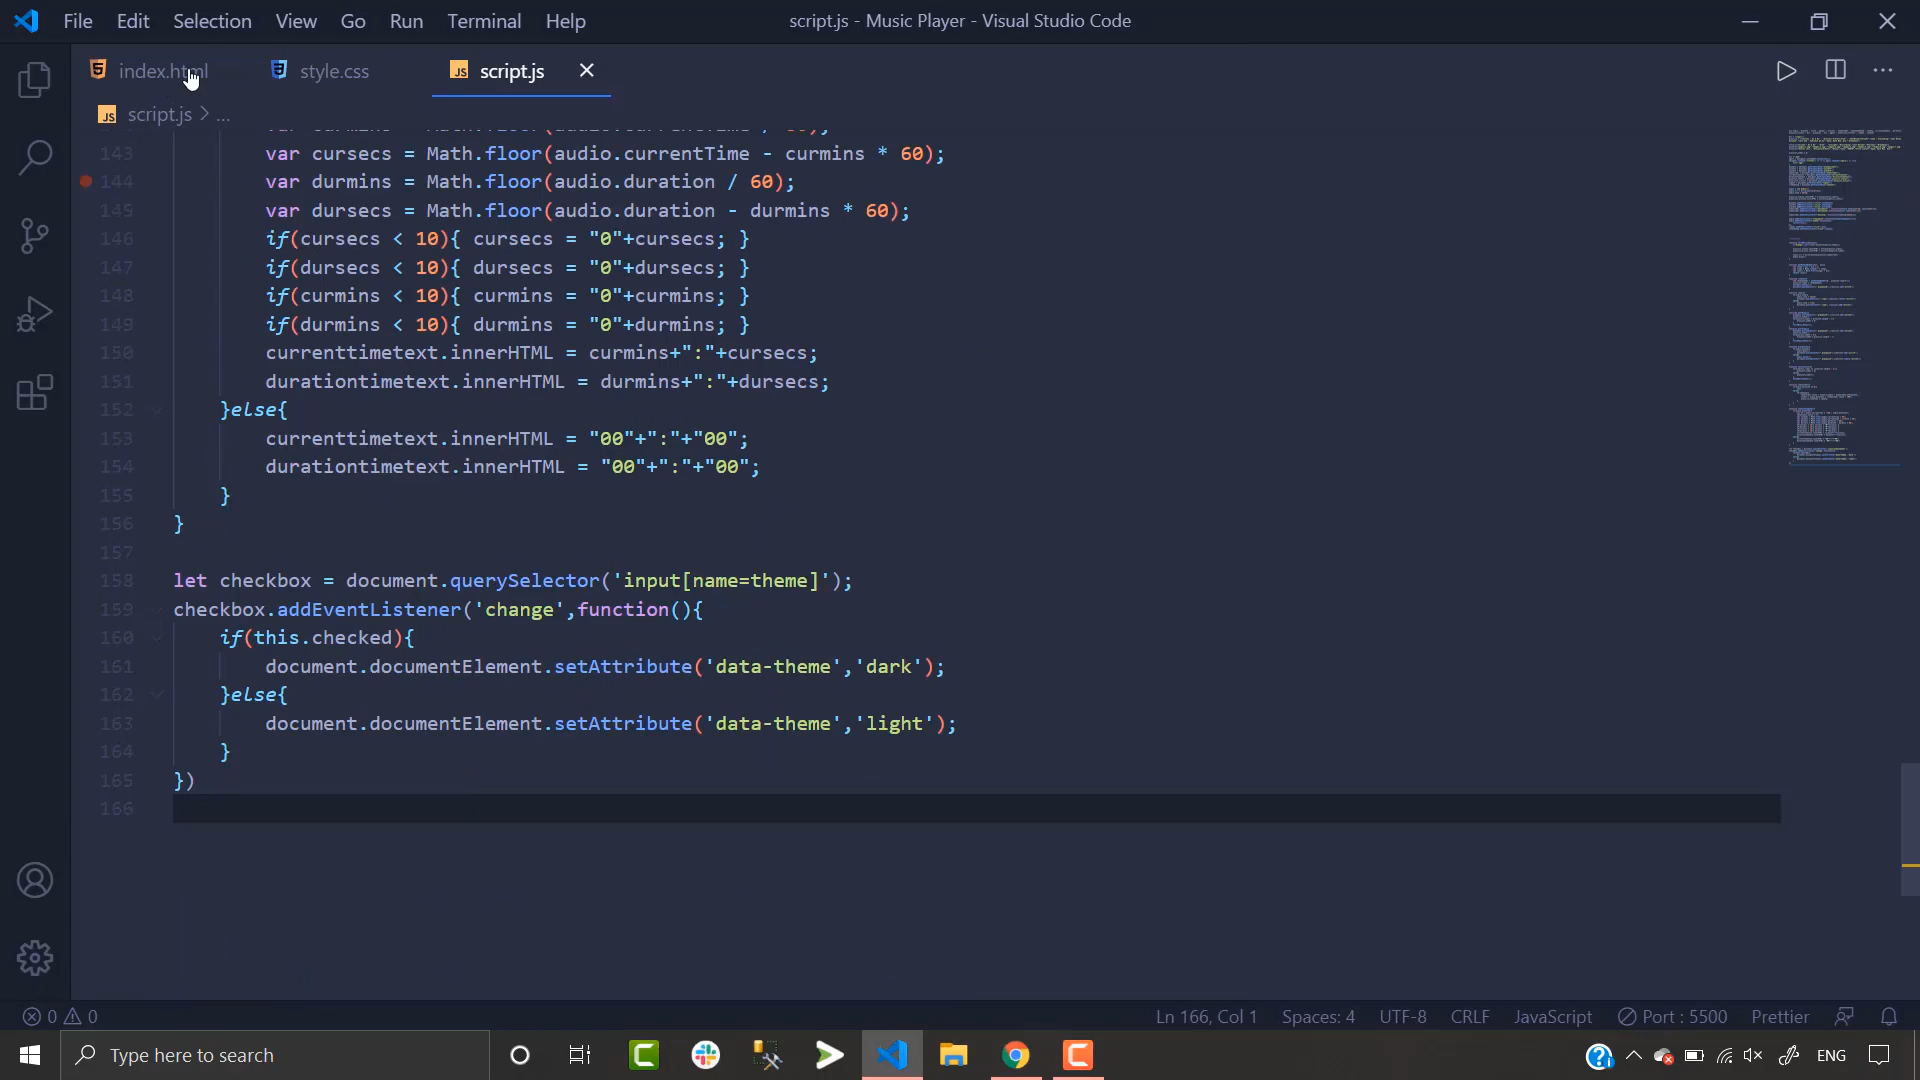 File Edit Selection View Go Run Terminal Help
script.js - Music Player - Visual Studio Code
index.html style.css JS script.js
JS script.js > ...
143 var cursecs = Math.floor(audio.currentTime - curmins * 60);
144 var durmins = Math.floor(audio.duration / 60);
145 var dursecs = Math.floor(audio.duration - durmins * 60);
146 if(cursecs < 10){ cursecs = "0"+cursecs; }
147 if(dursecs < 10){ dursecs = "0"+dursecs; }
148 if(curmins < 10){ curmins = "0"+curmins; }
149 if(durmins < 10){ durmins = "0"+durmins; }
150 currenttimetext.innerHTML = curmins+":"+cursecs;
151 durationtimetext.innerHTML = durmins+":"+dursecs;
152 }else{
153 currenttimetext.innerHTML = "00"+":"+"00";
154 durationtimetext.innerHTML = "00"+":"+"00";
155 }
156 }
157
158 let checkbox = document.querySelector('input[name=theme]');
159 checkbox.addEventListener('change',function(){
160 if(this.checked){
161 document.documentElement.setAttribute('data-theme','dark');
162 }else{
163 document.documentElement.setAttribute('data-theme','light');
164 }
165 })
166
0 0 Ln 166, Col 1 Spaces: 4 UTF-8 CRLF JavaScript Port : 5500 Prettier
Type here to search
ENG